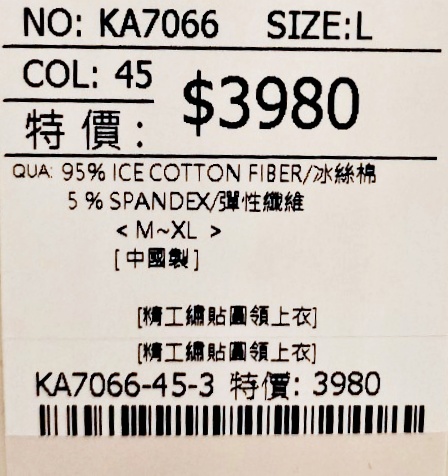 NO: KA7066 SIZE:L
COL: 45
特價: $3980
QUA: 95% ICE COTTON FIBER/冰絲棉
5 % SPANDEX/彈性纖維
< M~XL >
[中國製]
[精工繡貼圓領上衣]
[精工繡貼圓領上衣]
KA7066-45-3 特價: 3980